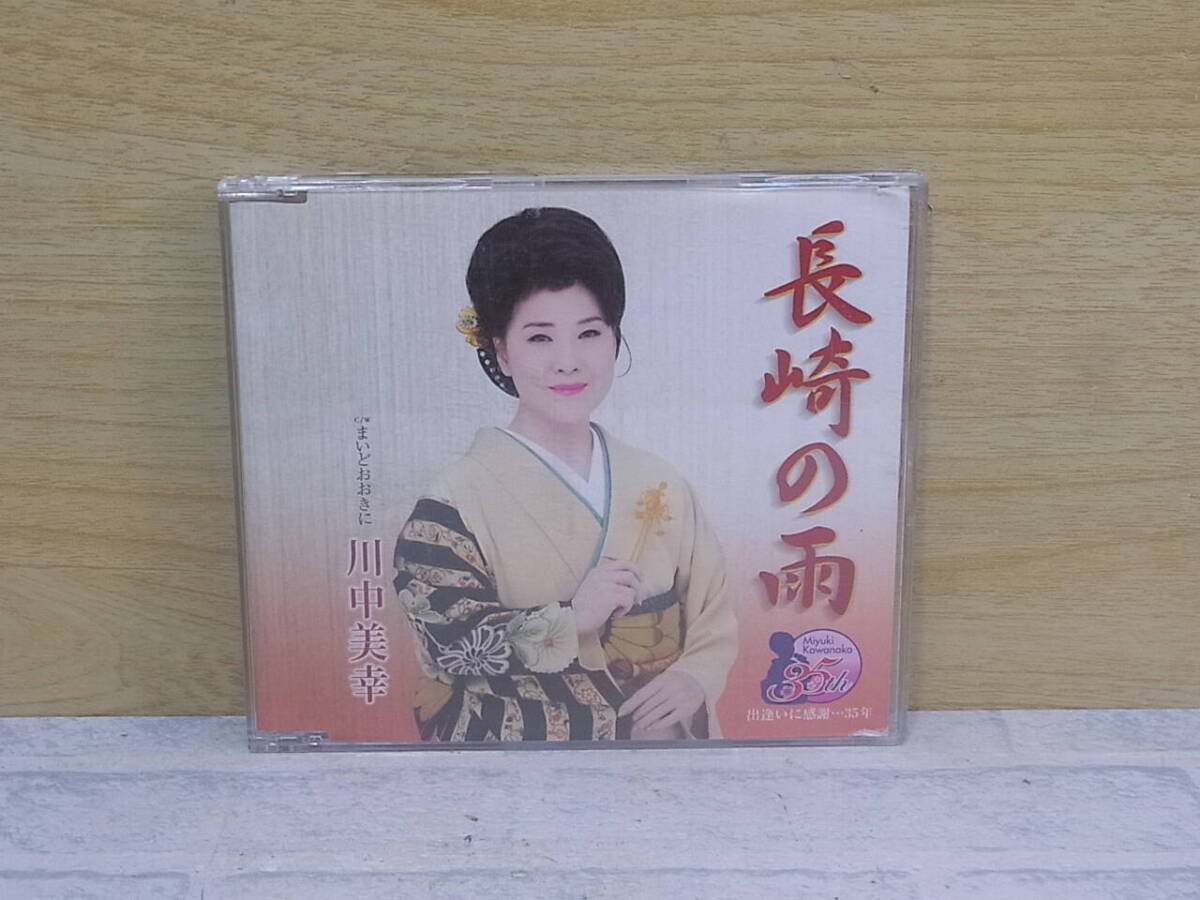 長崎の雨
Miyuki
Kawanaka
35th
出逢いに感謝…35年
C/W まいどおおきに
川中美幸